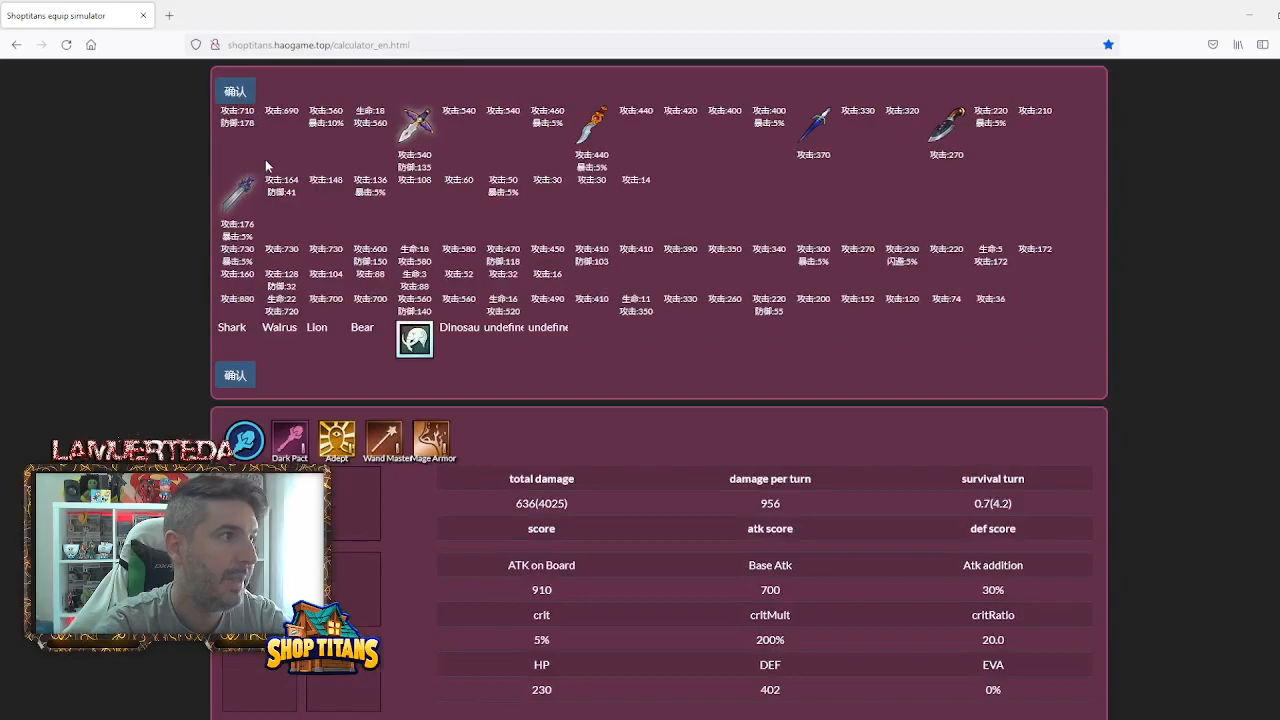 Shoptitans equip simulator
shoptitans.haogame.top/calculator_en.html
确认
攻击:710 攻击:690 攻击:560 生命:18 攻击:540 攻击:540 攻击:460 攻击:440 攻击:420 攻击:400 攻击:400 攻击:330 攻击:320 攻击:220 攻击:210
防御:178 暴击:10% 攻击:560 暴击:5% 暴击:5% 暴击:5%
攻击:540 攻击:440 攻击:370 攻击:270
防御:135 暴击:5%
攻击:164 攻击:148 攻击:136 攻击:108 攻击:60 攻击:50 攻击:30 攻击:30 攻击:14
防御:41 暴击:5% 暴击:5%
攻击:176
暴击:5%
攻击:730 攻击:730 攻击:730 攻击:600 生命:18 攻击:580 攻击:470 攻击:450 攻击:410 攻击:410 攻击:390 攻击:350 攻击:340 攻击:300 攻击:270 攻击:230 攻击:220 生命:5 攻击:172
暴击:5% 防御:150 攻击:580 防御:118 防御:103 暴击:5% 闪避:5% 攻击:172
攻击:160 攻击:128 攻击:104 攻击:88 生命:3 攻击:52 攻击:32 攻击:16
防御:32 攻击:88
攻击:880 生命:22 攻击:700 攻击:700 攻击:560 攻击:560 生命:16 攻击:490 攻击:410 生命:11 攻击:330 攻击:260 攻击:220 攻击:200 攻击:152 攻击:120 攻击:74 攻击:36
攻击:720 防御:140 攻击:520 攻击:350 防御:55
Shark Walrus Lion Bear Dinosau undefine undefine
确认
Dark Pact Adept Wand Master Mage Armor
LAMUERTEDA
total damage damage per turn survival turn
636(4025) 956 0.7(4.2)
score atk score def score
ATK on Board Base Atk Atk addition
910 700 30%
crit critMult critRatio
5% 200% 20.0
HP DEF EVA
230 402 0%
SHOP TITANS